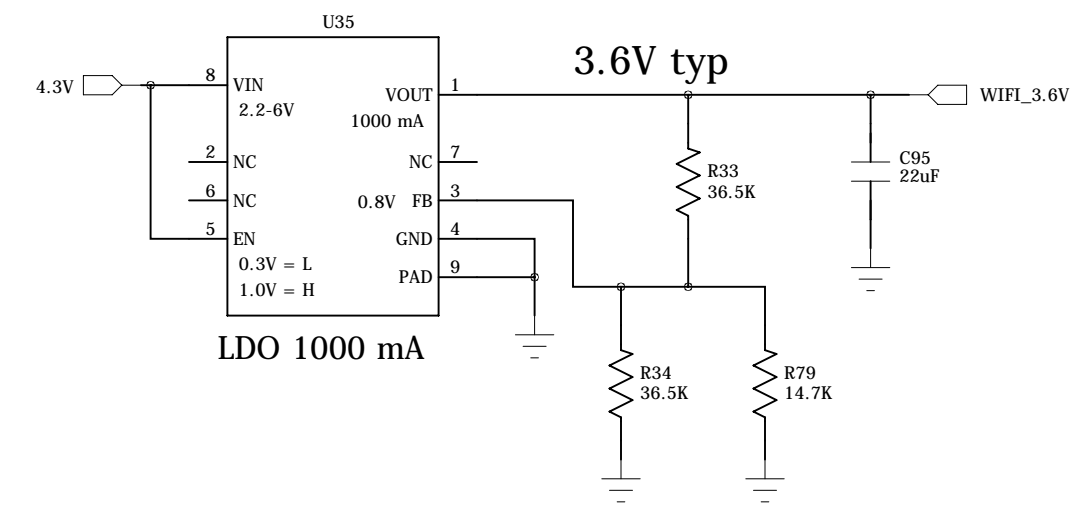 U35
3.6V typ
4.3V
8
VIN
2.2-6V
VOUT
1
1000 mA
WIFI_3.6V
2
NC
NC
7
6
NC
0.8V FB
3
5
EN
GND
4
0.3V = L
1.0V = H
PAD
9
LDO 1000 mA
R33
36.5K
C95
22uF
R34
36.5K
R79
14.7K